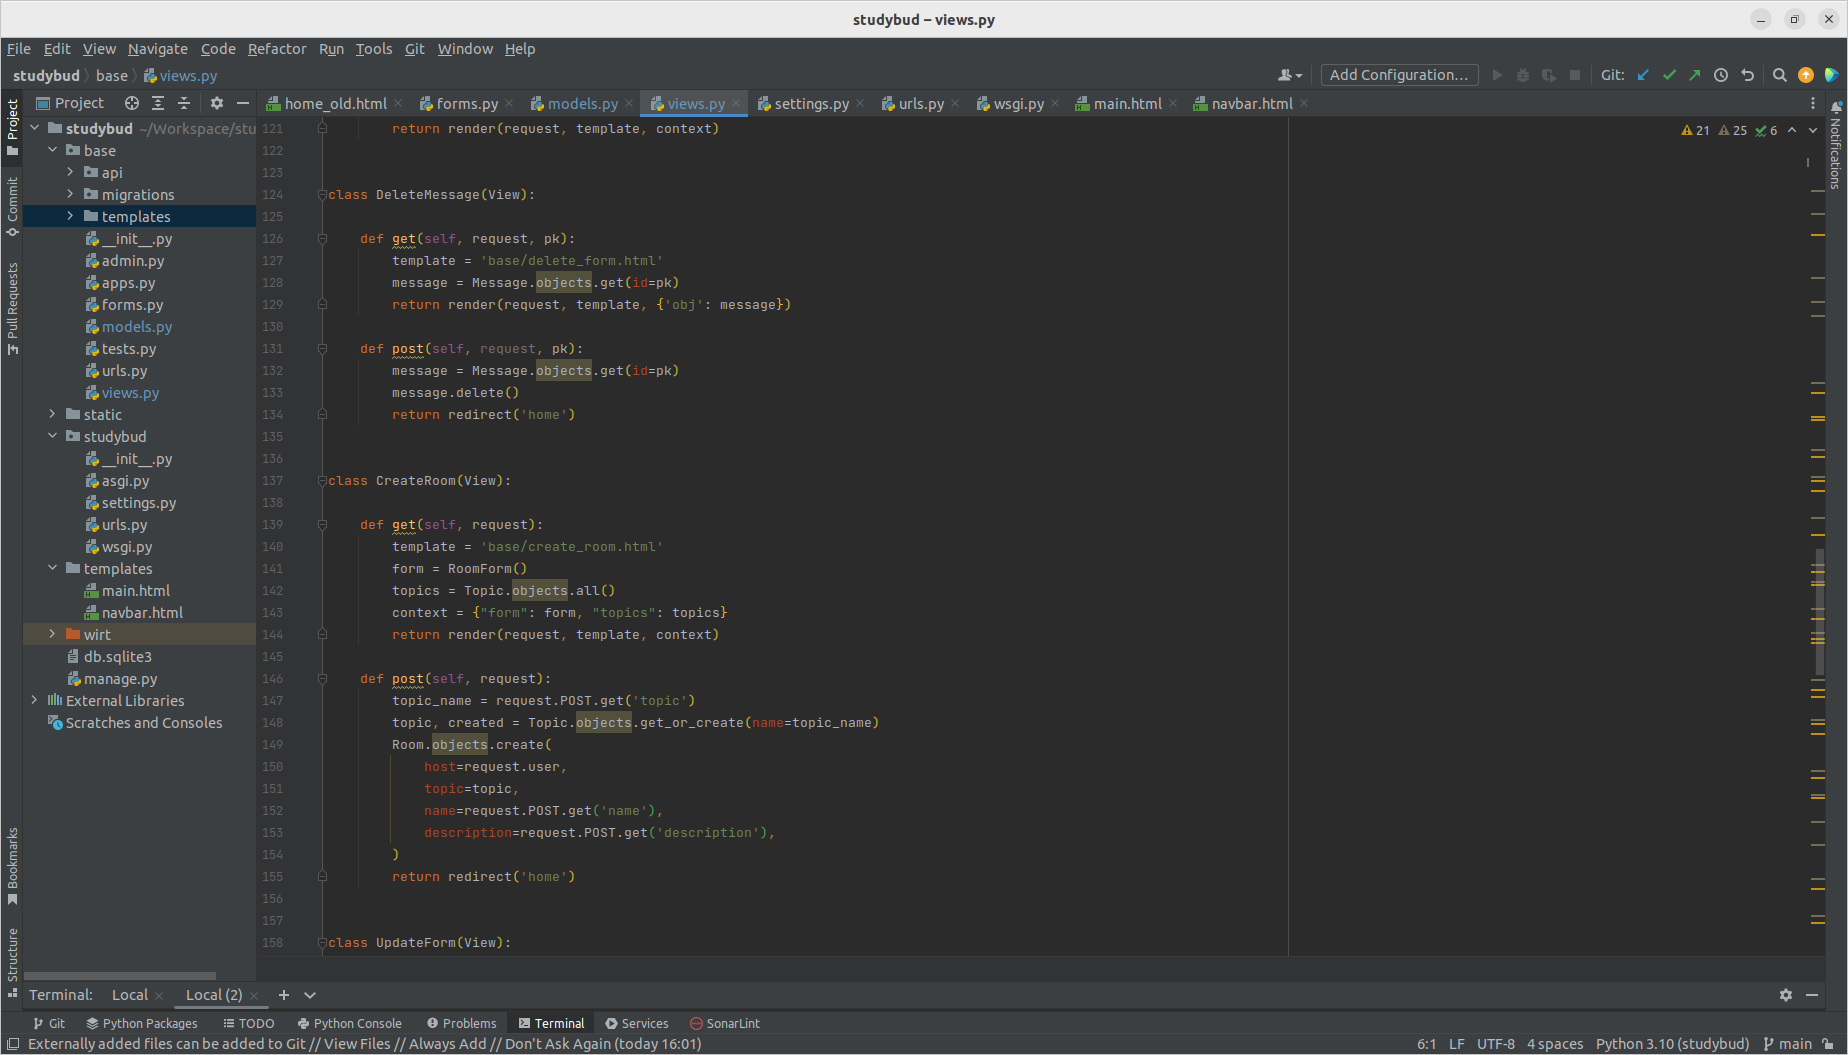 studybud – views.py
File Edit View Navigate Code Refactor Run Tools Git Window Help
studybud base views.py Add Configuration... Git:
Project home_old.html forms.py models.py views.py settings.py urls.py wsgi.py main.html navbar.html
Project
Commit
Pull Requests
Bookmarks
Structure
Notifications
studybud ~/Workspace/stu
base
api
migrations
templates
__init__.py
admin.py
apps.py
forms.py
models.py
tests.py
urls.py
views.py
static
studybud
__init__.py
asgi.py
settings.py
urls.py
wsgi.py
templates
main.html
navbar.html
wirt
db.sqlite3
manage.py
External Libraries
Scratches and Consoles
21 25 6
121 return render(request, template, context)
122
123
124 class DeleteMessage(View):
125
126 def get(self, request, pk):
127 template = 'base/delete_form.html'
128 message = Message.objects.get(id=pk)
129 return render(request, template, {'obj': message})
130
131 def post(self, request, pk):
132 message = Message.objects.get(id=pk)
133 message.delete()
134 return redirect('home')
135
136
137 class CreateRoom(View):
138
139 def get(self, request):
140 template = 'base/create_room.html'
141 form = RoomForm()
142 topics = Topic.objects.all()
143 context = {"form": form, "topics": topics}
144 return render(request, template, context)
145
146 def post(self, request):
147 topic_name = request.POST.get('topic')
148 topic, created = Topic.objects.get_or_create(name=topic_name)
149 Room.objects.create(
150 host=request.user,
151 topic=topic,
152 name=request.POST.get('name'),
153 description=request.POST.get('description'),
154 )
155 return redirect('home')
156
157
158 class UpdateForm(View):
Terminal: Local Local (2)
Git Python Packages TODO Python Console Problems Terminal Services SonarLint
Externally added files can be added to Git // View Files // Always Add // Don't Ask Again (today 16:01) 6:1 LF UTF-8 4 spaces Python 3.10 (studybud) main